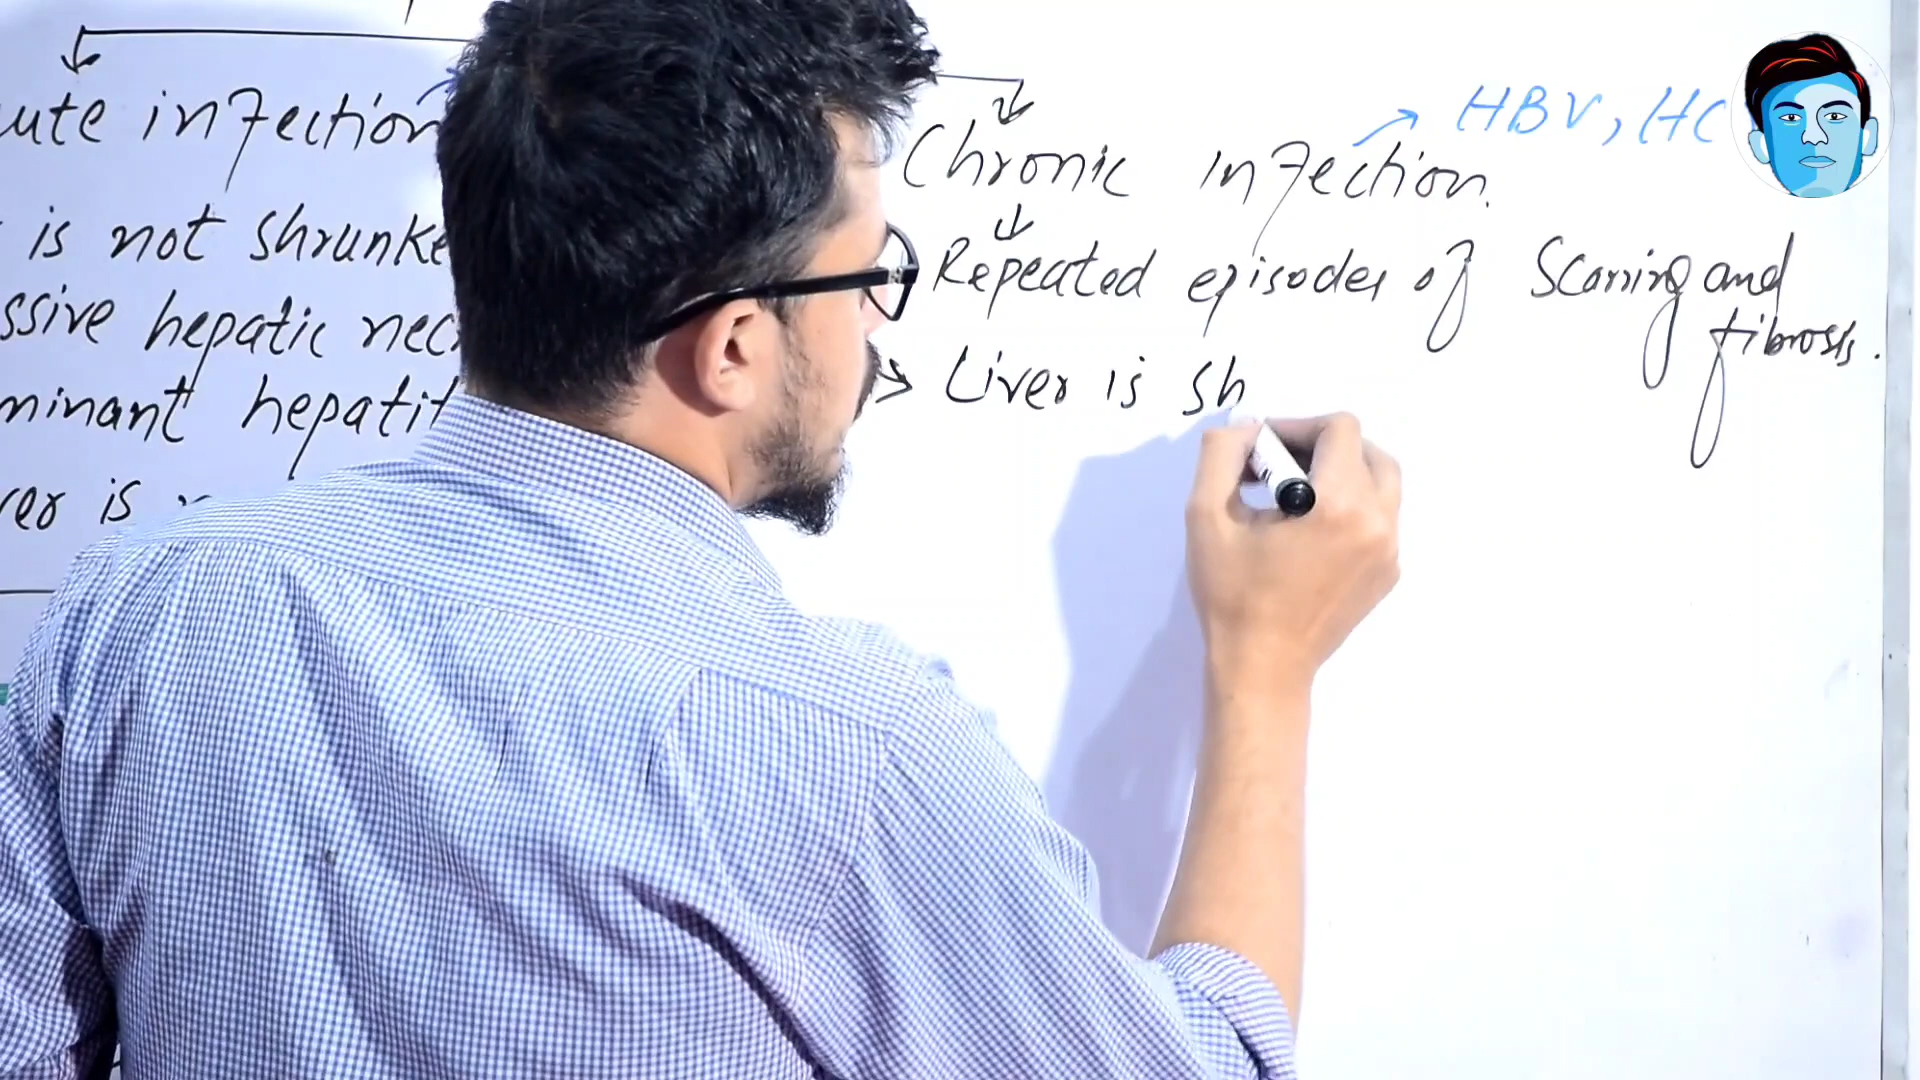 ute infection
is not shrunke
ssive hepatic nec
minant hepatit
ver is
HBV, HC
Chronic infection.
Repeated episodes of Scarring and
fibrosis.
Liver is sh